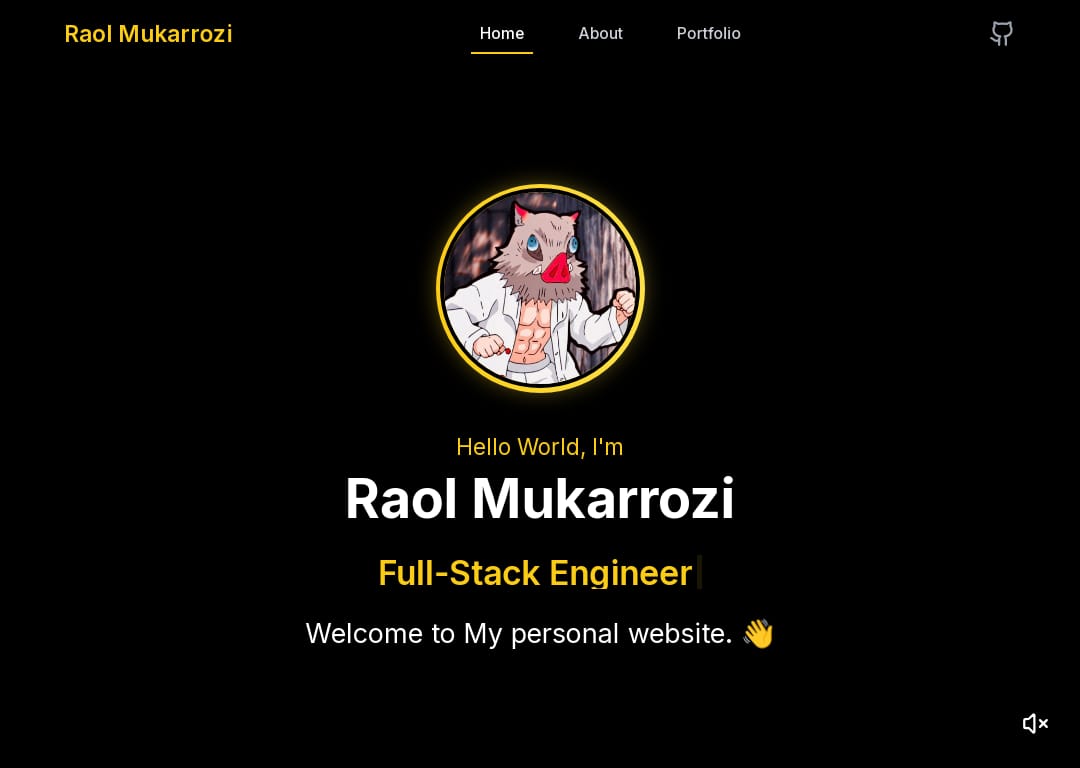 Raol Mukarrozi
Home
About
Portfolio
Hello World, I'm
Raol Mukarrozi
Full-Stack Engineer
Welcome to My personal website. 👋